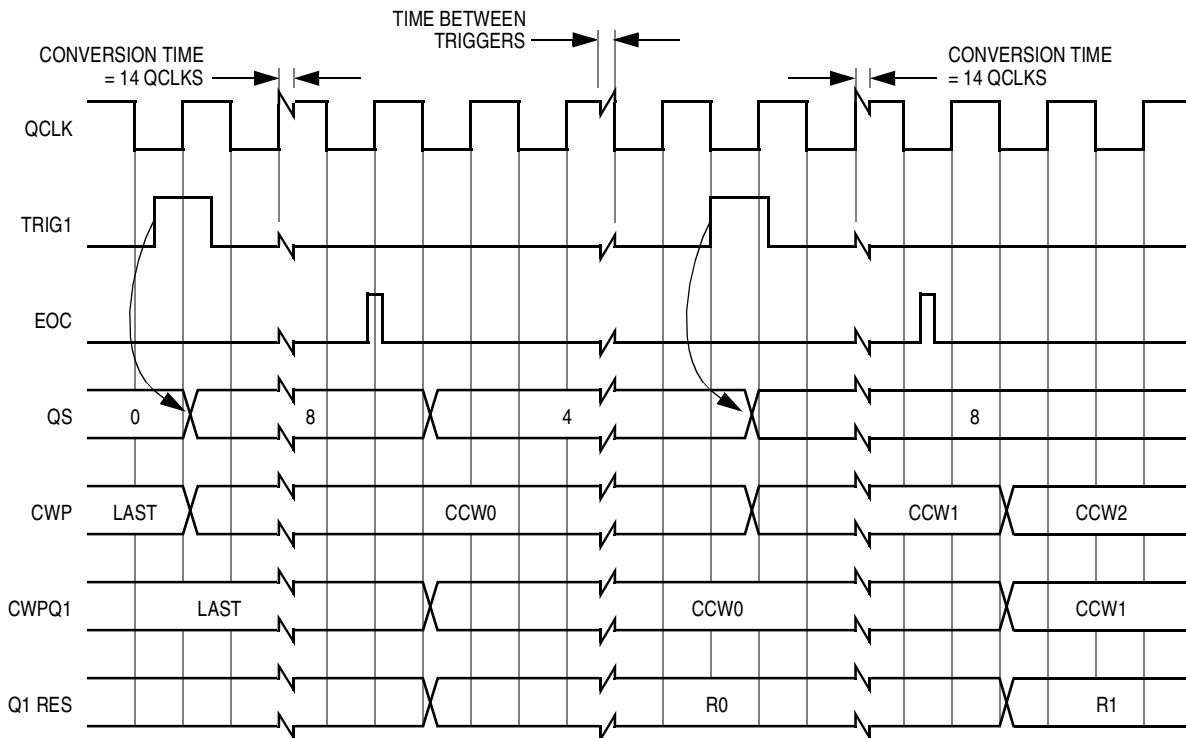 TIME BETWEEN
TRIGGERS
CONVERSION TIME
= 14 QCLKS
CONVERSION TIME
= 14 QCLKS
QCLK
TRIG1
EOC
QS
0
8
4
8
CWP
LAST
CCW0
CCW1
CCW2
CWPQ1
LAST
CCW0
CCW1
Q1 RES
R0
R1